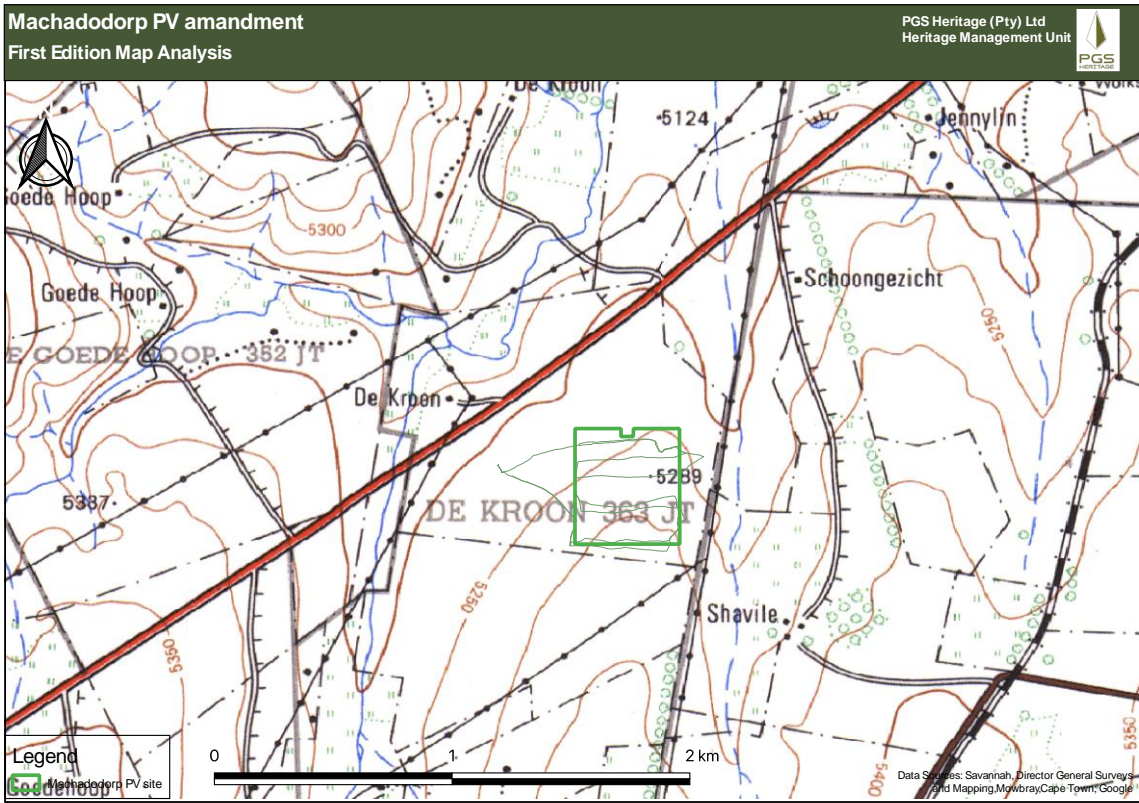 Machadodorp PV amandment
First Edition Map Analysis
PGS Heritage (Pty) Ltd
Heritage Management Unit
PGS
HERITAGE
De Kroon
5124
Jennylin
Goede Hoop
5300
Goede Hoop
Schoongezicht
5250
E GOEDE HOOP 352 JT
De Kroon
5289
5337
DE KROON 363 JT
5250
Shavile
5350
5350
5400
Legend
Machadodorp PV site
Goedehoop
0 1 2 km
Data Sources: Savannah, Director General Surveys
and Mapping,Mowbray,Cape Town, Google